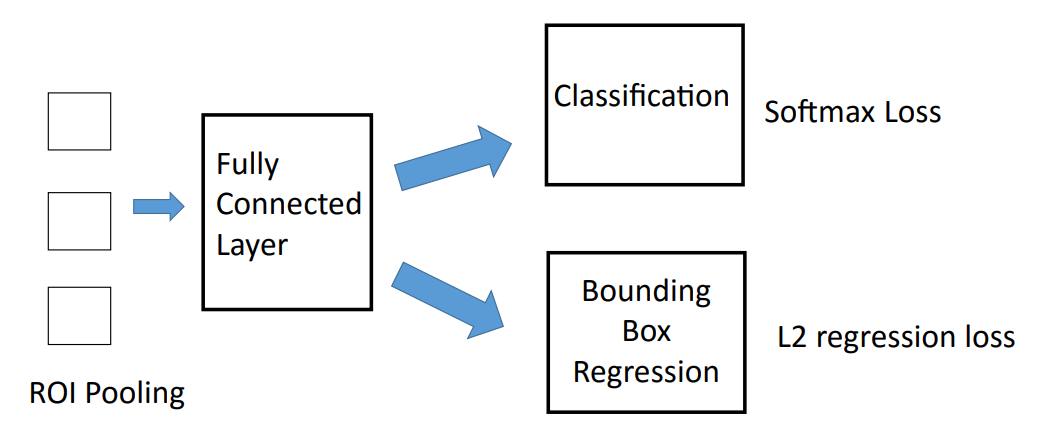 ROI Pooling
Fully
Connected
Layer
Classification
Softmax Loss
Bounding
Box
Regression
L2 regression loss